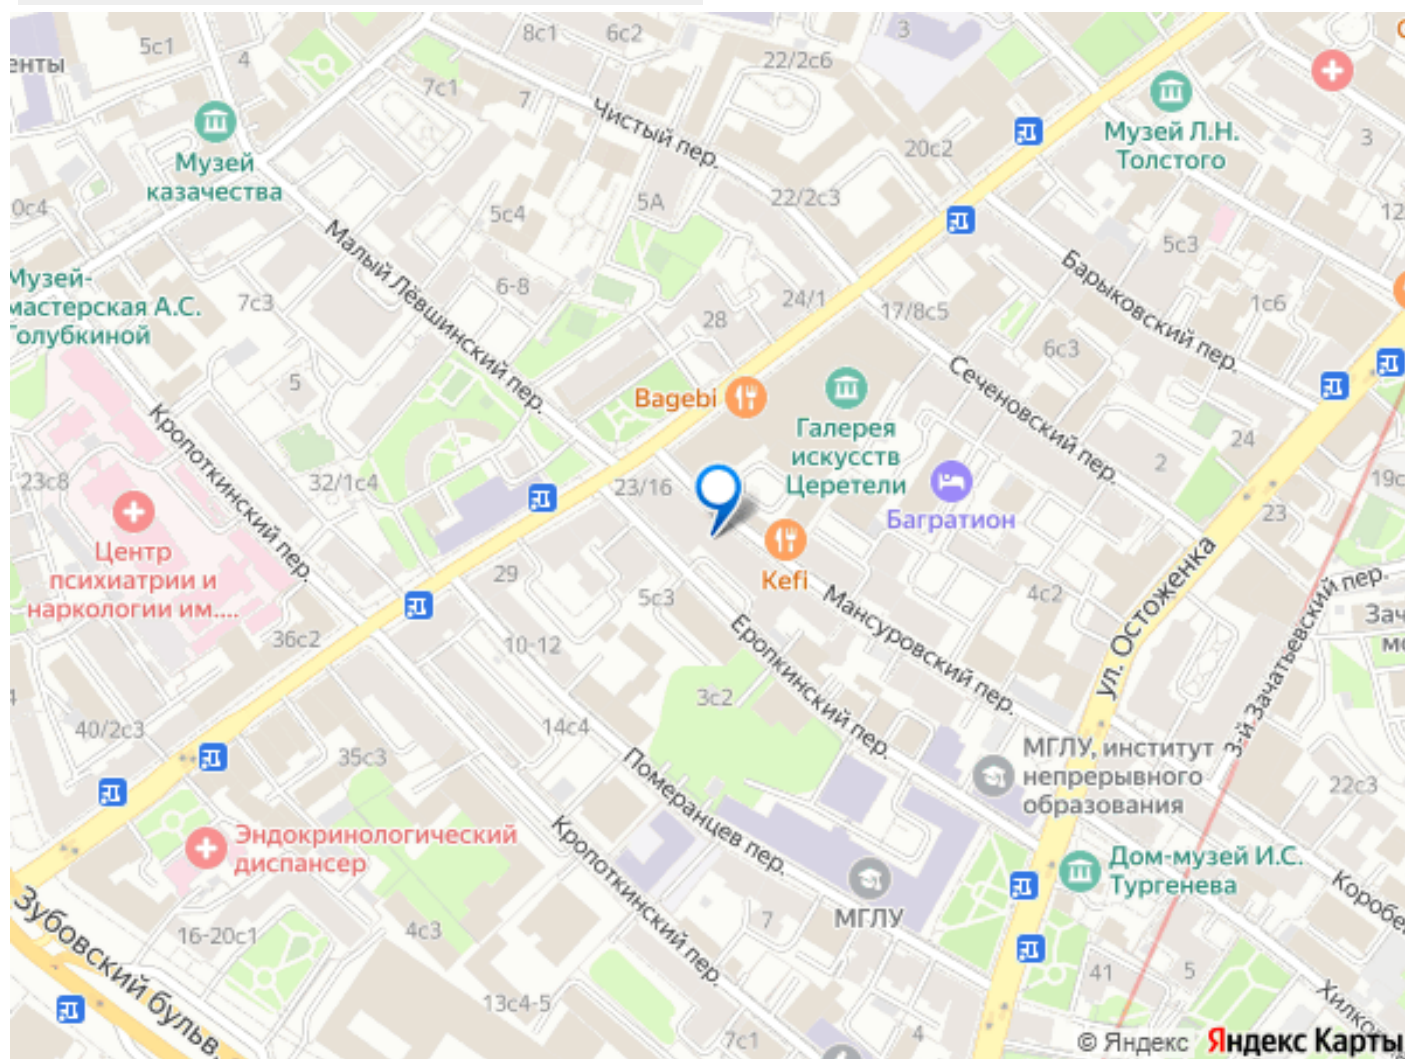 5с1
4
8с1
6с2
3
22/2с6
енты
7с1
7
Чистый пер.
Музей
казачества
20с2
Музей Л.Н.
Толстого
3
0с4
5с4
5А
22/2с3
12
5с3
Малый Лёвшинский пер.
Музей-
мастерская А.С.
Голубкиной
7с3
6-8
24/1
28
17/8с5
Барыковский пер.
1с6
6с3
5
Bagebi
Галерея
искусств
Церетели
Сеченовский пер.
24
2
Кропоткинский пер.
23с8
32/1с4
23/16
Багратион
19с
23
Центр
психиатрии и
наркологии им....
29
5с3
Kefi
4с2
ул. Остоженка
3-й Зачатьевский пер.
Зач
мо
36с2
10-12
Еропкинский пер.
Мансуровский пер.
3с2
40/2с3
35с3
14с4
МГЛУ, институт
непрерывного
образования
22с3
Померанцев пер.
Эндокринологический
диспансер
Кропоткинский пер.
МГЛУ
Дом-музей И.С.
Тургенева
Коробе
Зубовский бульв.
16-20с1
4с3
7
41
5
13с4-5
7с1
4
Хилков
© Яндекс Яндекс Карты